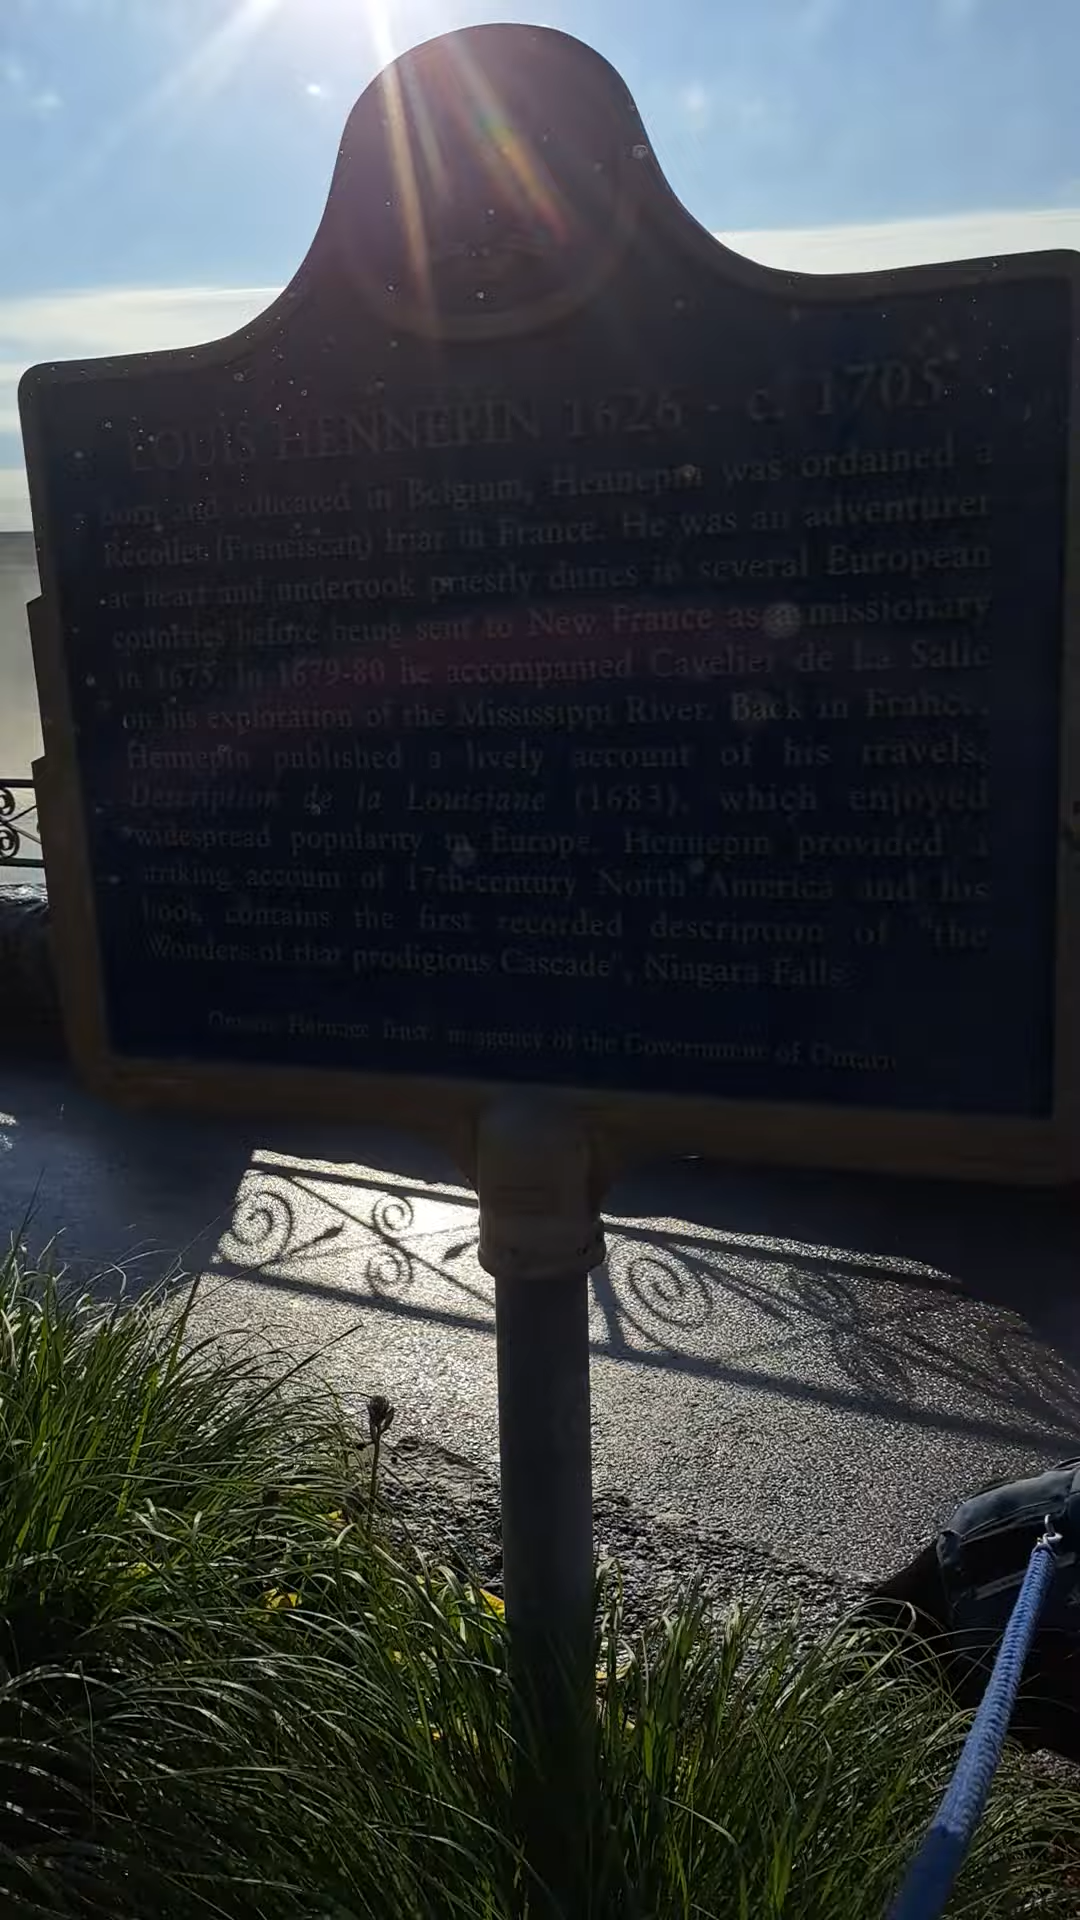 LOUIS HENNEPIN 1626 - c. 1705
Born and educated in Belgium, Hennepin was ordained a
Récollet (Franciscan) friar in France. He was an adventurer
at heart and undertook priestly duties in several European
countries before being sent to New France as a missionary
in 1675. In 1679-80 he accompanied Cavelier de La Salle
on his exploration of the Mississippi River. Back in France,
Hennepin published a lively account of his travels,
Description de la Louisiane (1683), which enjoyed
widespread popularity in Europe. Hennepin provided a
striking account of 17th-century North America and his
book contains the first recorded description of "the
Wonders of that prodigious Cascade", Niagara Falls.
Ontario Heritage Trust, an agency of the Government of Ontario